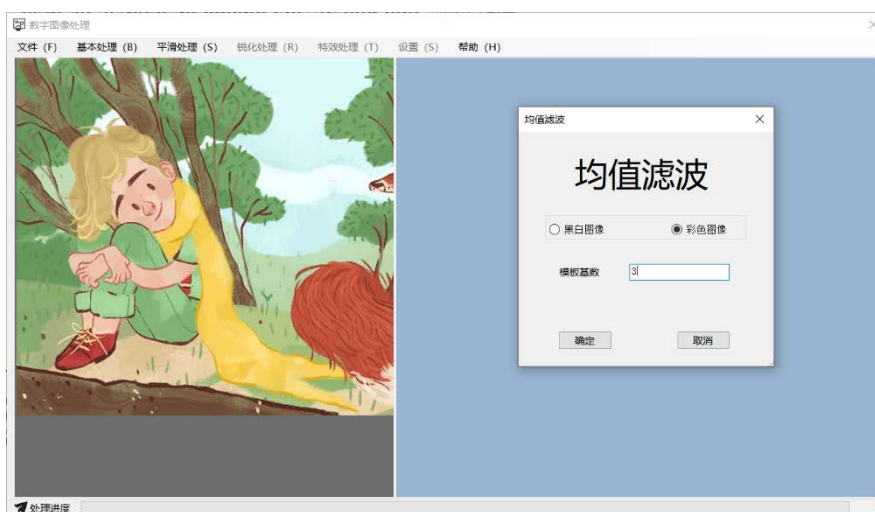 数字图像处理
文件 (F) 基本处理 (B) 平滑处理 (S) 锐化处理 (R) 特效处理 (T) 设置 (S) 帮助 (H)
均值滤波
均值滤波
黑白图像 彩色图像
模板基数 3
确定 取消
处理进度